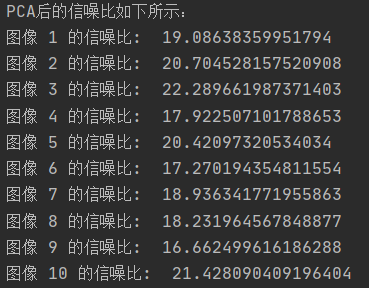 PCA后的信噪比如下所示:
图像 1 的信噪比:  19.08638359951794
图像 2 的信噪比:  20.704528157520908
图像 3 的信噪比:  22.289661987371403
图像 4 的信噪比:  17.922507101788653
图像 5 的信噪比:  20.42097320534034
图像 6 的信噪比:  17.270194354811554
图像 7 的信噪比:  18.936341771955863
图像 8 的信噪比:  18.231964567848877
图像 9 的信噪比:  16.662499616186288
图像 10 的信噪比:  21.428090409196404